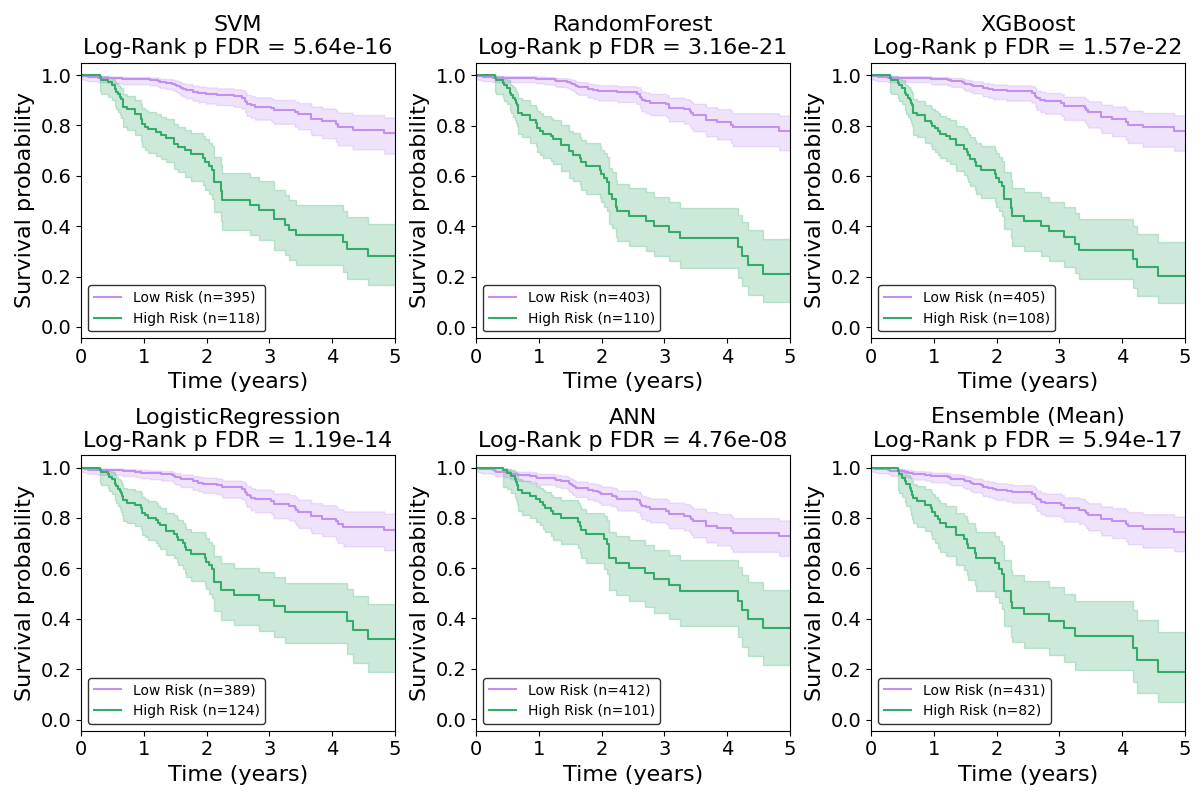 SVM
Log-Rank p FDR = 5.64e-16
Survival probability
1.0
0.8
0.6
0.4
0.2
0.0
Low Risk (n=395)
High Risk (n=118)
0 1 2 3 4 5
Time (years)
RandomForest
Log-Rank p FDR = 3.16e-21
Survival probability
1.0
0.8
0.6
0.4
0.2
0.0
Low Risk (n=403)
High Risk (n=110)
0 1 2 3 4 5
Time (years)
XGBoost
Log-Rank p FDR = 1.57e-22
Survival probability
1.0
0.8
0.6
0.4
0.2
0.0
Low Risk (n=405)
High Risk (n=108)
0 1 2 3 4 5
Time (years)
LogisticRegression
Log-Rank p FDR = 1.19e-14
Survival probability
1.0
0.8
0.6
0.4
0.2
0.0
Low Risk (n=389)
High Risk (n=124)
0 1 2 3 4 5
Time (years)
ANN
Log-Rank p FDR = 4.76e-08
Survival probability
1.0
0.8
0.6
0.4
0.2
0.0
Low Risk (n=412)
High Risk (n=101)
0 1 2 3 4 5
Time (years)
Ensemble (Mean)
Log-Rank p FDR = 5.94e-17
Survival probability
1.0
0.8
0.6
0.4
0.2
0.0
Low Risk (n=431)
High Risk (n=82)
0 1 2 3 4 5
Time (years)